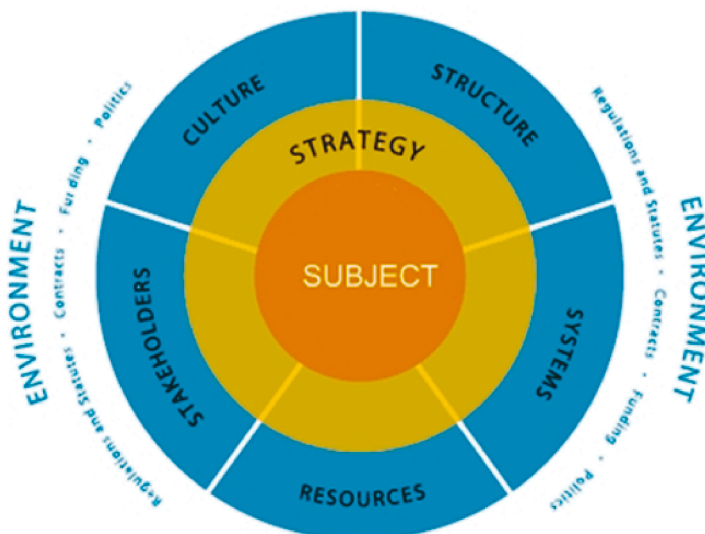 CULTURE
STRUCTURE
STRATEGY
SUBJECT
STAKEHOLDERS
SYSTEMS
RESOURCES
ENVIRONMENT
Regulations and Statutes • Contracts • Funding • Politics
Regulations and Statutes • Contracts • Funding • Politics
ENVIRONMENT